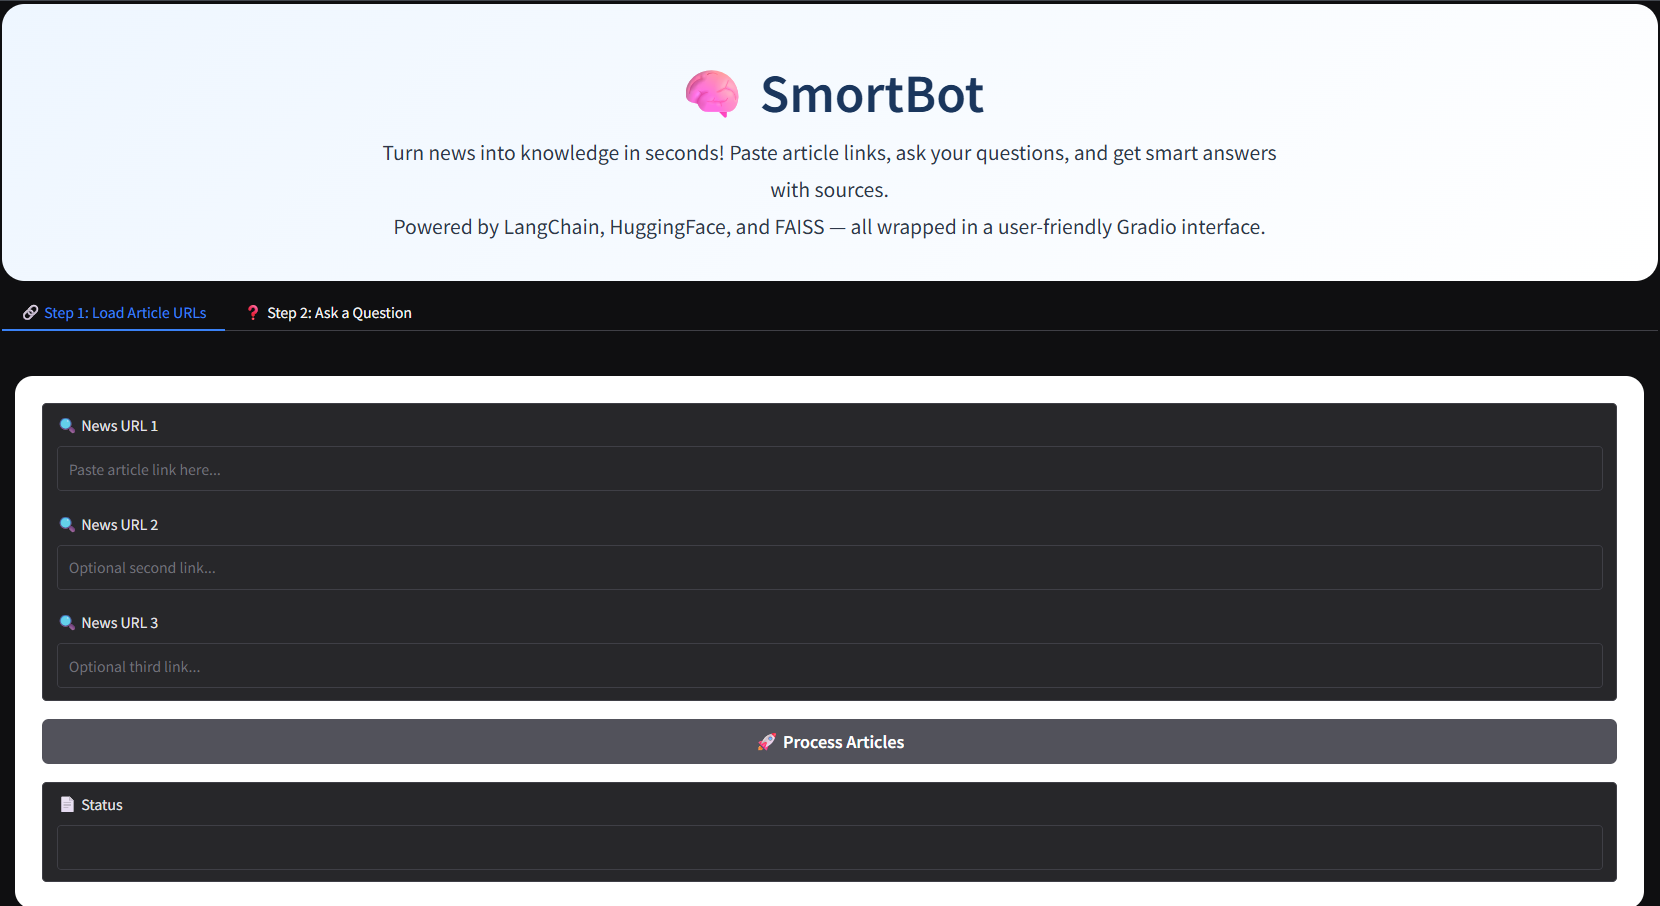 SmortBot
Turn news into knowledge in seconds! Paste article links, ask your questions, and get smart answers
with sources.
Powered by LangChain, HuggingFace, and FAISS — all wrapped in a user-friendly Gradio interface.
Step 1: Load Article URLs
Step 2: Ask a Question
News URL 1
Paste article link here...
News URL 2
Optional second link...
News URL 3
Optional third link...
Process Articles
Status